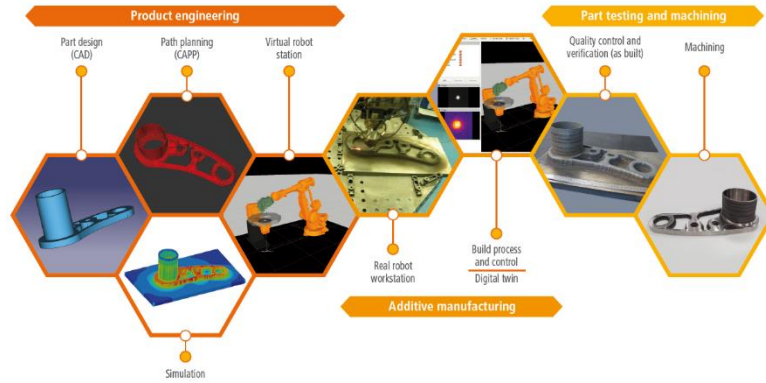 Product engineering
Part testing and machining
Part design
(CAD)
Path planning
(CAPP)
Virtual robot
station
Quality control and
verification (as built)
Machining
Real robot
workstation
Build process
and control
Digital twin
Additive manufacturing
Simulation